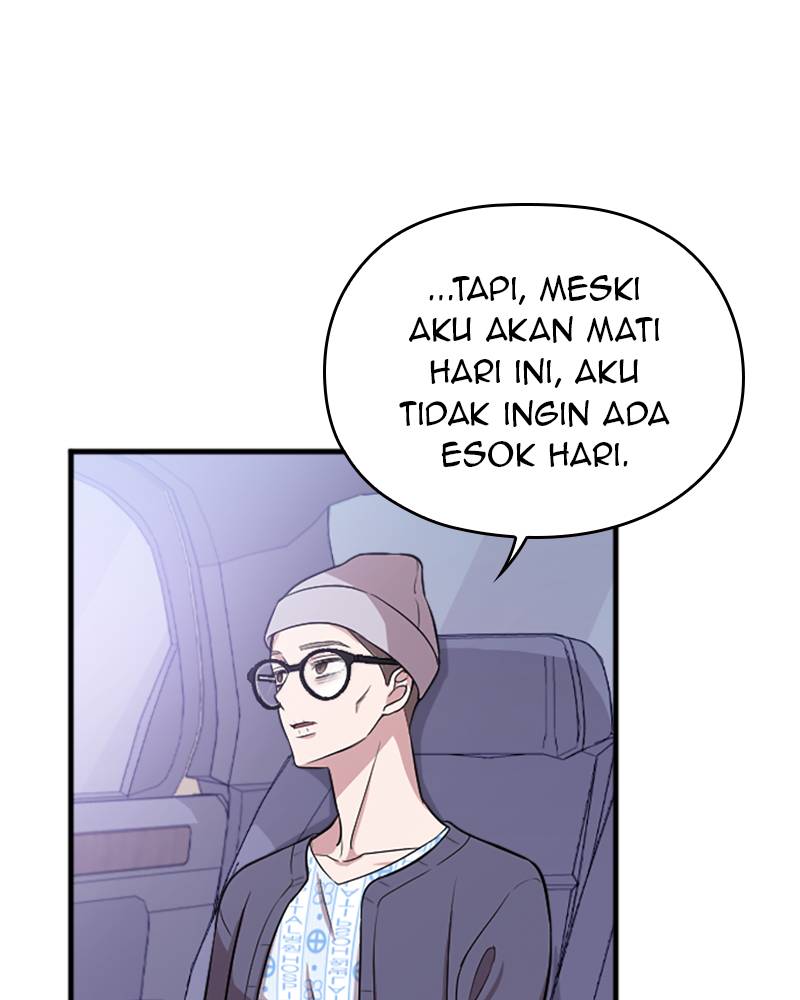 ...TAPI, MESKI
AKU AKAN MATI
HARI INI, AKU
TIDAK INGIN ADA
ESOK HARI.